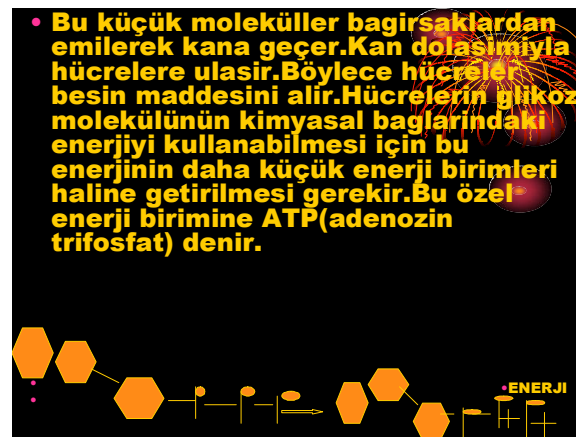 • Bu küçük moleküller bagirsaklardan
emilerek kana geçer.Kan dolasimiyla
hücrelere ulasir.Böylece hücreler
besin maddesini alir.Hücrelerin glikoz
molekülünün kimyasal baglarindaki
enerjiyi kullanabilmesi için bu
enerjinin daha küçük enerji birimleri
haline getirilmesi gerekir.Bu özel
enerji birimine ATP(adenozin
trifosfat) denir.
•ENERJI